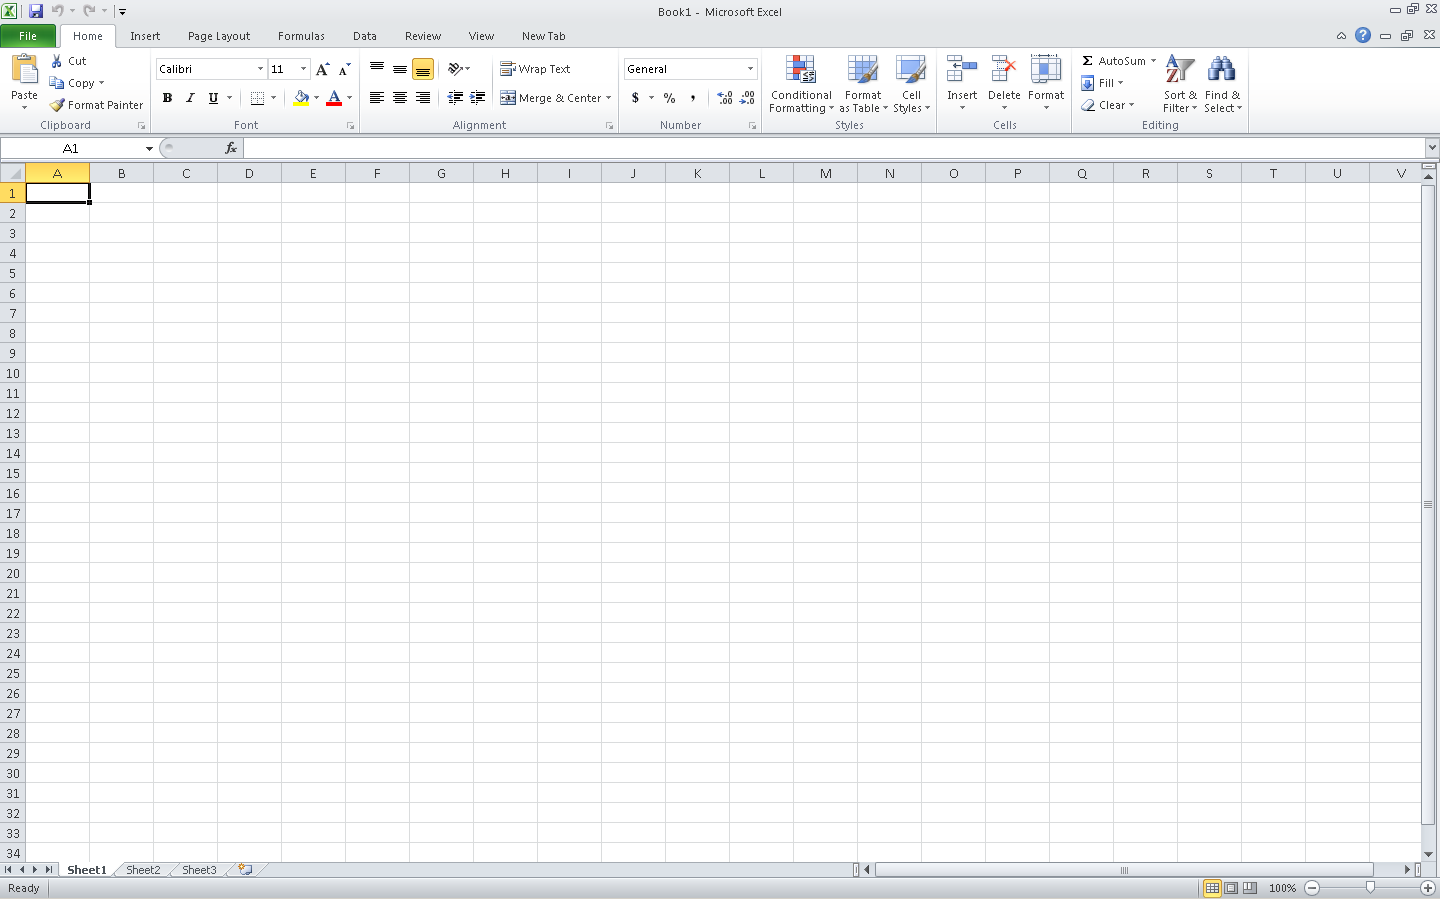 Book1 - Microsoft Excel
File Home Insert Page Layout Formulas Data Review View New Tab
Paste
Cut
Copy
Format Painter
Clipboard
Calibri 11
B I U
Font
Wrap Text
Merge & Center
Alignment
General
$ % ,
Number
Conditional Formatting
Format as Table
Cell Styles
Styles
Insert
Delete
Format
Cells
Σ AutoSum
Fill
Clear
Sort & Filter
Find & Select
Editing
A1 fx
A B C D E F G H I J K L M N O P Q R S T U V
1
2
3
4
5
6
7
8
9
10
11
12
13
14
15
16
17
18
19
20
21
22
23
24
25
26
27
28
29
30
31
32
33
34
Sheet1 Sheet2 Sheet3
Ready 100%